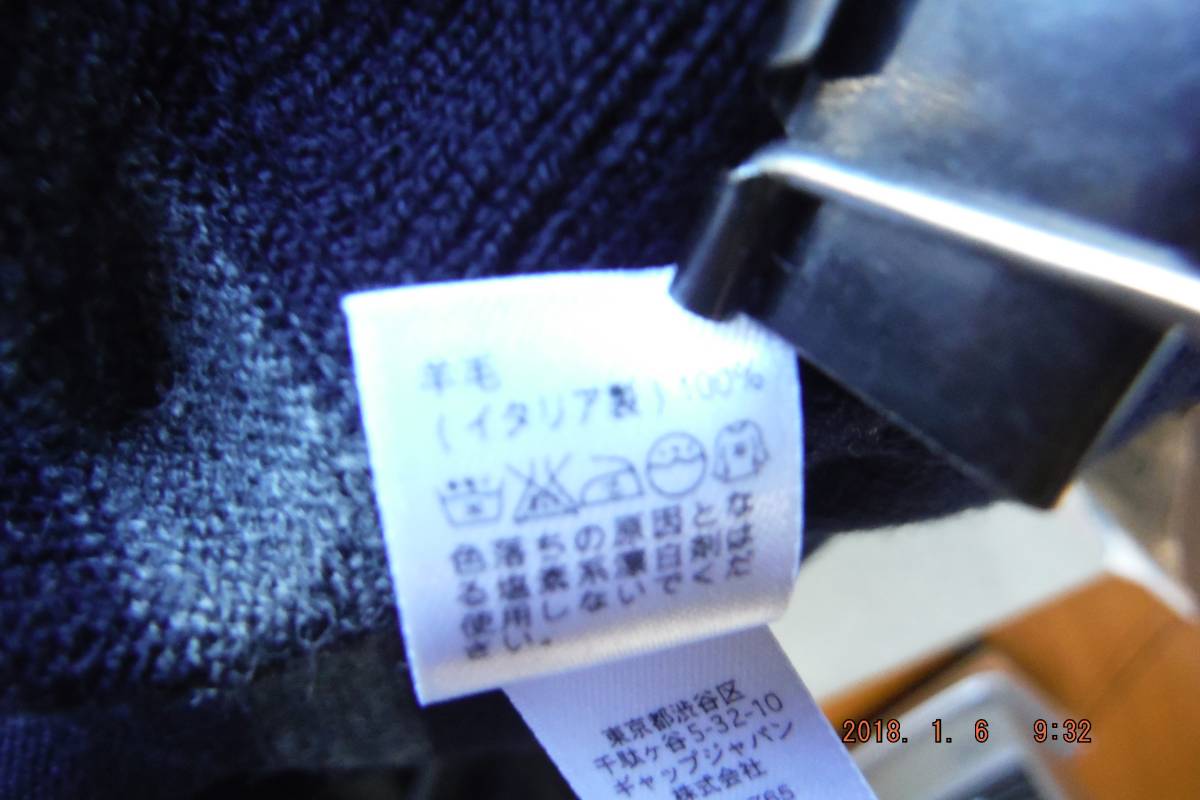 羊毛
(イタリア製) 100%
色落ちの原因とな
る塩素系漂白剤は
使用しないでくだ
さい。
東京都渋谷区
千駄ヶ谷5-32-10
ギャップジャパン
株式会社
2018. 1. 6 9:32